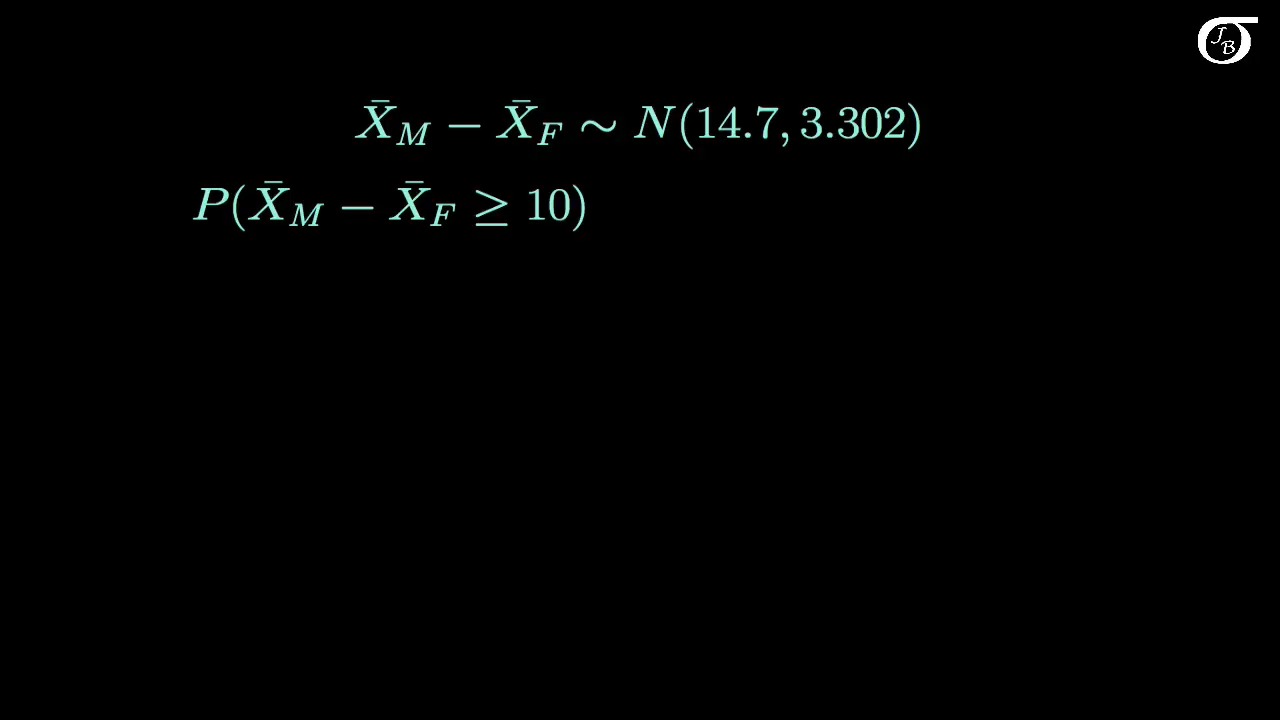 J B
X̄_M − X̄_F ∼ N(14.7, 3.302)
P(X̄_M − X̄_F ≥ 10)